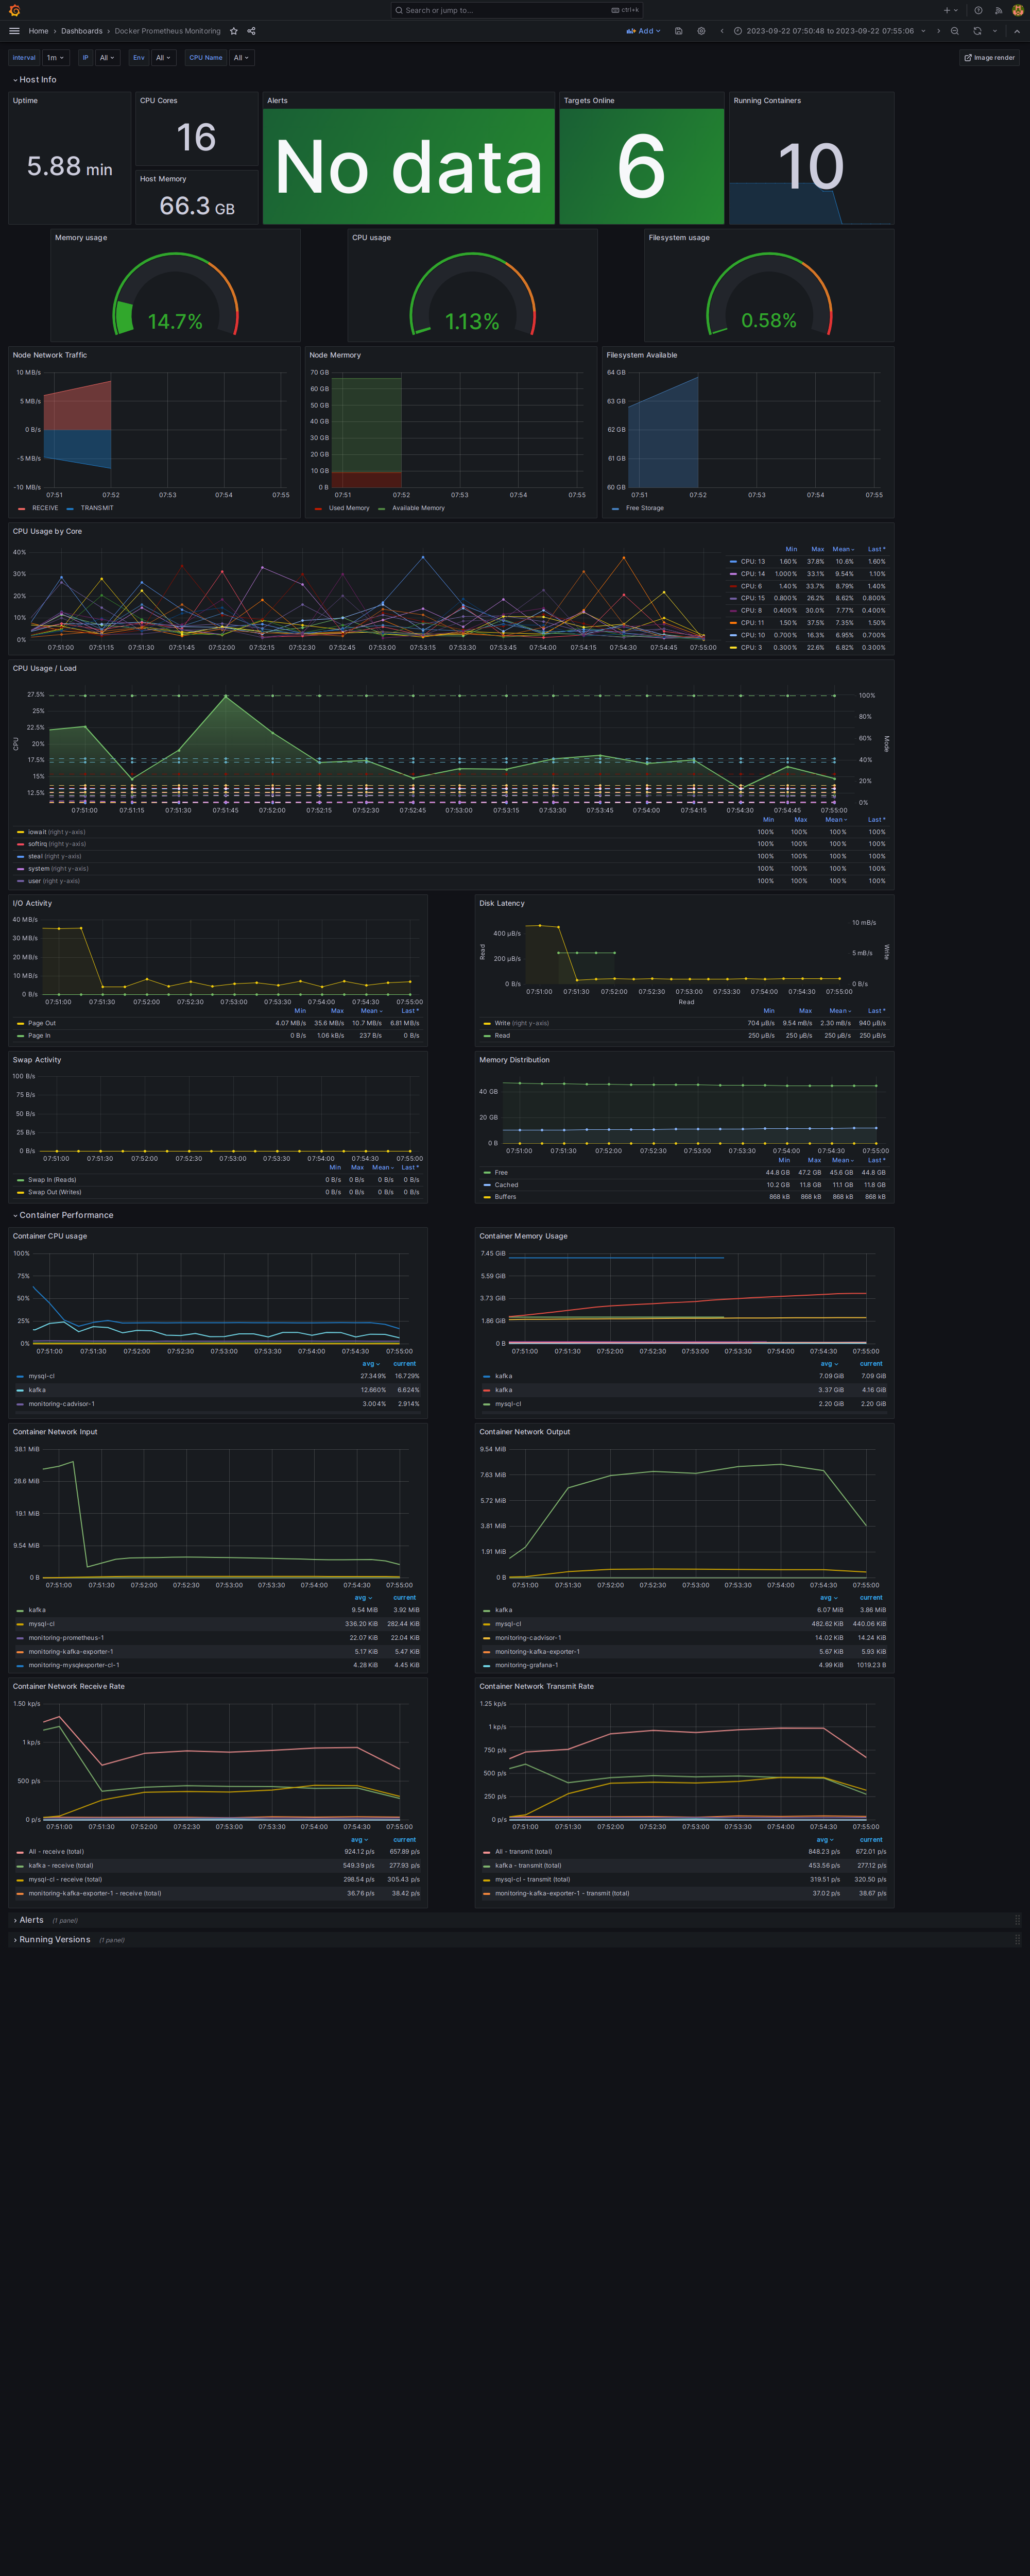 Search or jump to... ctrl+k
Home › Dashboards › Docker Prometheus Monitoring Add 2023-09-22 07:50:48 to 2023-09-22 07:55:06
Interval 1m IP All Env All CPU Name All Image render
Host Info
Uptime CPU Cores Alerts Targets Online Running Containers
5.88 min 16 No data 6 10
Host Memory
66.3 GB
Memory usage CPU usage Filesystem usage
14.7% 1.13% 0.58%
Node Network Traffic
10 MB/s
5 MB/s
0 B/s
-5 MB/s
-10 MB/s
07:51 07:52 07:53 07:54 07:55
RECEIVE TRANSMIT
Node Mermory
70 GB
60 GB
50 GB
40 GB
30 GB
20 GB
10 GB
0 B
07:51 07:52 07:53 07:54 07:55
Used Memory Available Memory
Filesystem Available
64 GB
63 GB
62 GB
61 GB
60 GB
07:51 07:52 07:53 07:54 07:55
Free Storage
CPU Usage by Core
40%
30%
20%
10%
0%
07:51:00 07:51:15 07:51:30 07:51:45 07:52:00 07:52:15 07:52:30 07:52:45 07:53:00 07:53:15 07:53:30 07:53:45 07:54:00 07:54:15 07:54:30 07:54:45 07:55:00
Min Max Mean Last *
CPU: 13 1.60% 37.8% 10.6% 1.60%
CPU: 14 1.000% 33.1% 9.54% 1.10%
CPU: 6 1.40% 33.7% 8.79% 1.40%
CPU: 15 0.800% 26.2% 8.62% 0.800%
CPU: 8 0.400% 30.0% 7.77% 0.400%
CPU: 11 1.50% 37.5% 7.35% 1.50%
CPU: 10 0.700% 16.3% 6.95% 0.700%
CPU: 3 0.300% 22.6% 6.82% 0.300%
CPU Usage / Load
CPU
27.5%
25%
22.5%
20%
17.5%
15%
12.5%
100%
80%
60%
40%
20%
0%
Mode
07:51:00 07:51:15 07:51:30 07:51:45 07:52:00 07:52:15 07:52:30 07:52:45 07:53:00 07:53:15 07:53:30 07:53:45 07:54:00 07:54:15 07:54:30 07:54:45 07:55:00
Min Max Mean Last *
iowait (right y-axis) 100% 100% 100% 100%
softirq (right y-axis) 100% 100% 100% 100%
steal (right y-axis) 100% 100% 100% 100%
system (right y-axis) 100% 100% 100% 100%
user (right y-axis) 100% 100% 100% 100%
I/O Activity
40 MB/s
30 MB/s
20 MB/s
10 MB/s
0 B/s
07:51:00 07:51:30 07:52:00 07:52:30 07:53:00 07:53:30 07:54:00 07:54:30 07:55:00
Min Max Mean Last *
Page Out 4.07 MB/s 35.6 MB/s 10.7 MB/s 6.81 MB/s
Page In 0 B/s 1.06 kB/s 237 B/s 0 B/s
Disk Latency
Read
400 µB/s
200 µB/s
0 B/s
10 mB/s
5 mB/s
0 B/s
Write
07:51:00 07:51:30 07:52:00 07:52:30 07:53:00 07:53:30 07:54:00 07:54:30 07:55:00
Read
Min Max Mean Last *
Write (right y-axis) 704 µB/s 9.54 mB/s 2.30 mB/s 940 µB/s
Read 250 µB/s 250 µB/s 250 µB/s 250 µB/s
Swap Activity
100 B/s
75 B/s
50 B/s
25 B/s
0 B/s
07:51:00 07:51:30 07:52:00 07:52:30 07:53:00 07:53:30 07:54:00 07:54:30 07:55:00
Min Max Mean Last *
Swap In (Reads) 0 B/s 0 B/s 0 B/s 0 B/s
Swap Out (Writes) 0 B/s 0 B/s 0 B/s 0 B/s
Memory Distribution
40 GB
20 GB
0 B
07:51:00 07:51:30 07:52:00 07:52:30 07:53:00 07:53:30 07:54:00 07:54:30 07:55:00
Min Max Mean Last *
Free 44.8 GB 47.2 GB 45.6 GB 44.8 GB
Cached 10.2 GB 11.8 GB 11.1 GB 11.8 GB
Buffers 868 kB 868 kB 868 kB 868 kB
Container Performance
Container CPU usage
100%
75%
50%
25%
0%
07:51:00 07:51:30 07:52:00 07:52:30 07:53:00 07:53:30 07:54:00 07:54:30 07:55:00
avg current
mysql-cl 27.349% 16.729%
kafka 12.660% 6.624%
monitoring-cadvisor-1 3.004% 2.914%
Container Memory Usage
7.45 GiB
5.59 GiB
3.73 GiB
1.86 GiB
0 B
07:51:00 07:51:30 07:52:00 07:52:30 07:53:00 07:53:30 07:54:00 07:54:30 07:55:00
avg current
kafka 7.09 GiB 7.09 GiB
kafka 3.37 GiB 4.16 GiB
mysql-cl 2.20 GiB 2.20 GiB
Container Network Input
38.1 MiB
28.6 MiB
19.1 MiB
9.54 MiB
0 B
07:51:00 07:51:30 07:52:00 07:52:30 07:53:00 07:53:30 07:54:00 07:54:30 07:55:00
avg current
kafka 9.54 MiB 3.92 MiB
mysql-cl 336.20 KiB 282.44 KiB
monitoring-prometheus-1 22.07 KiB 22.04 KiB
monitoring-kafka-exporter-1 5.17 KiB 5.47 KiB
monitoring-mysqlexporter-cl-1 4.28 KiB 4.45 KiB
Container Network Output
9.54 MiB
7.63 MiB
5.72 MiB
3.81 MiB
1.91 MiB
0 B
07:51:00 07:51:30 07:52:00 07:52:30 07:53:00 07:53:30 07:54:00 07:54:30 07:55:00
avg current
kafka 6.07 MiB 3.86 MiB
mysql-cl 482.62 KiB 440.06 KiB
monitoring-cadvisor-1 14.02 KiB 14.24 KiB
monitoring-kafka-exporter-1 5.67 KiB 5.93 KiB
monitoring-grafana-1 4.99 KiB 1019.23 B
Container Network Receive Rate
1.50 kp/s
1 kp/s
500 p/s
0 p/s
07:51:00 07:51:30 07:52:00 07:52:30 07:53:00 07:53:30 07:54:00 07:54:30 07:55:00
avg current
All - receive (total) 924.12 p/s 657.89 p/s
kafka - receive (total) 549.39 p/s 277.93 p/s
mysql-cl - receive (total) 298.54 p/s 305.43 p/s
monitoring-kafka-exporter-1 - receive (total) 36.76 p/s 38.42 p/s
Container Network Transmit Rate
1.25 kp/s
1 kp/s
750 p/s
500 p/s
250 p/s
0 p/s
07:51:00 07:51:30 07:52:00 07:52:30 07:53:00 07:53:30 07:54:00 07:54:30 07:55:00
avg current
All - transmit (total) 848.23 p/s 672.01 p/s
kafka - transmit (total) 453.56 p/s 277.12 p/s
mysql-cl - transmit (total) 319.51 p/s 320.50 p/s
monitoring-kafka-exporter-1 - transmit (total) 37.02 p/s 38.67 p/s
Alerts (1 panel)
Running Versions (1 panel)